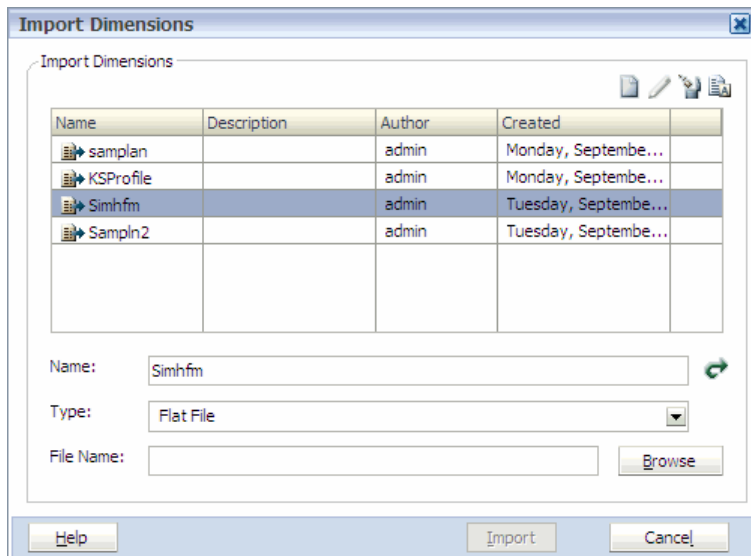 Import Dimensions
Import Dimensions
Name Description Author Created
samplan admin Monday, Septembe...
KSProfile admin Monday, Septembe...
Simhfm admin Tuesday, Septembe...
Sampln2 admin Tuesday, Septembe...
Name: Simhfm
Type: Flat File
File Name: Browse
Help Import Cancel